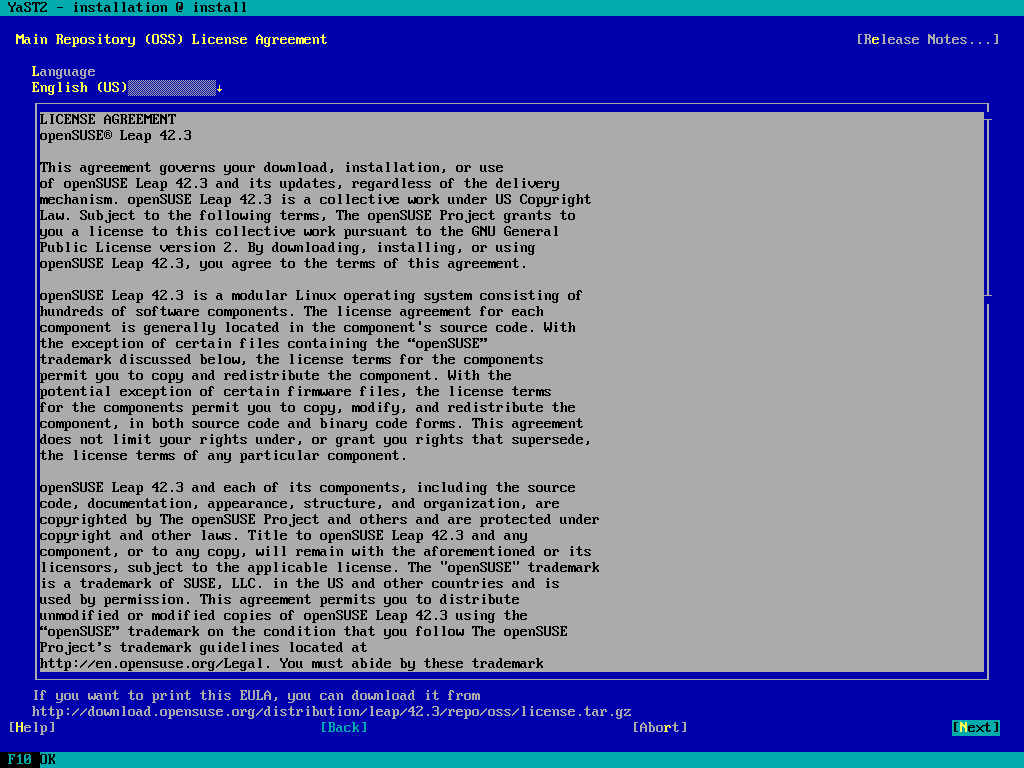 YaST2 - installation @ install
Main Repository (OSS) License Agreement [Release Notes...]
Language
English (US)↓
LICENSE AGREEMENT
openSUSE® Leap 42.3
This agreement governs your download, installation, or use
of openSUSE Leap 42.3 and its updates, regardless of the delivery
mechanism. openSUSE Leap 42.3 is a collective work under US Copyright
Law. Subject to the following terms, The openSUSE Project grants to
you a license to this collective work pursuant to the GNU General
Public License version 2. By downloading, installing, or using
openSUSE Leap 42.3, you agree to the terms of this agreement.
openSUSE Leap 42.3 is a modular Linux operating system consisting of
hundreds of software components. The license agreement for each
component is generally located in the component's source code. With
the exception of certain files containing the “openSUSE”
trademark discussed below, the license terms for the components
permit you to copy and redistribute the component. With the
potential exception of certain firmware files, the license terms
for the components permit you to copy, modify, and redistribute the
component, in both source code and binary code forms. This agreement
does not limit your rights under, or grant you rights that supersede,
the license terms of any particular component.
openSUSE Leap 42.3 and each of its components, including the source
code, documentation, appearance, structure, and organization, are
copyrighted by The openSUSE Project and others and are protected under
copyright and other laws. Title to openSUSE Leap 42.3 and any
component, or to any copy, will remain with the aforementioned or its
licensors, subject to the applicable license. The "openSUSE" trademark
is a trademark of SUSE, LLC. in the US and other countries and is
used by permission. This agreement permits you to distribute
unmodified or modified copies of openSUSE Leap 42.3 using the
“openSUSE” trademark on the condition that you follow The openSUSE
Project’s trademark guidelines located at
http://en.opensuse.org/Legal. You must abide by these trademark
If you want to print this EULA, you can download it from
http://download.opensuse.org/distribution/leap/42.3/repo/oss/license.tar.gz
[Help] [Back] [Abort] [Next]
F10 OK